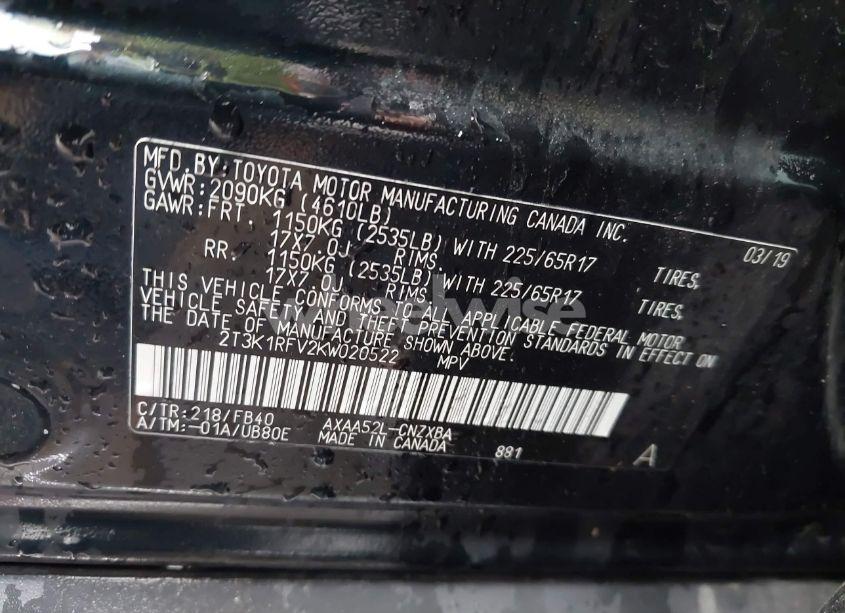 MFD. BY: TOYOTA MOTOR MANUFACTURING CANADA INC. 03/19
GVWR: 2090KG (4610LB)
GAWR: FRT. 1150KG (2535LB) WITH 225/65R17 TIRES,
17X7.0J RIMS,
RR. 1150KG (2535LB) WITH 225/65R17 TIRES,
17X7.0J RIMS,
THIS VEHICLE CONFORMS TO ALL APPLICABLE FEDERAL MOTOR
VEHICLE SAFETY AND THEFT PREVENTION STANDARDS IN EFFECT ON
THE DATE OF MANUFACTURE SHOWN ABOVE.
2T3K1RFV2KW020522 MPV
C/TR: 218/FB40 AXAA52L-CNZXBA
A/TM: -01A/UB80E MADE IN CANADA 881 A